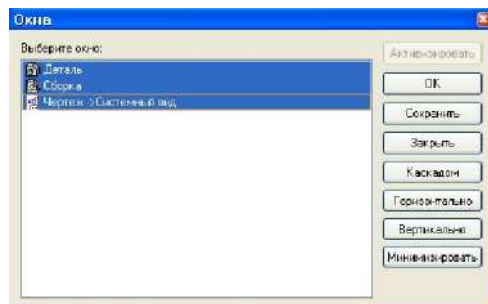 Окна
Выберите окно:
Активизировать
Деталь
OK
Сборка
Чертеж->Системный вид
Сохранить
Закрыть
Каскадом
Горизонтально
Вертикально
Минимизировать